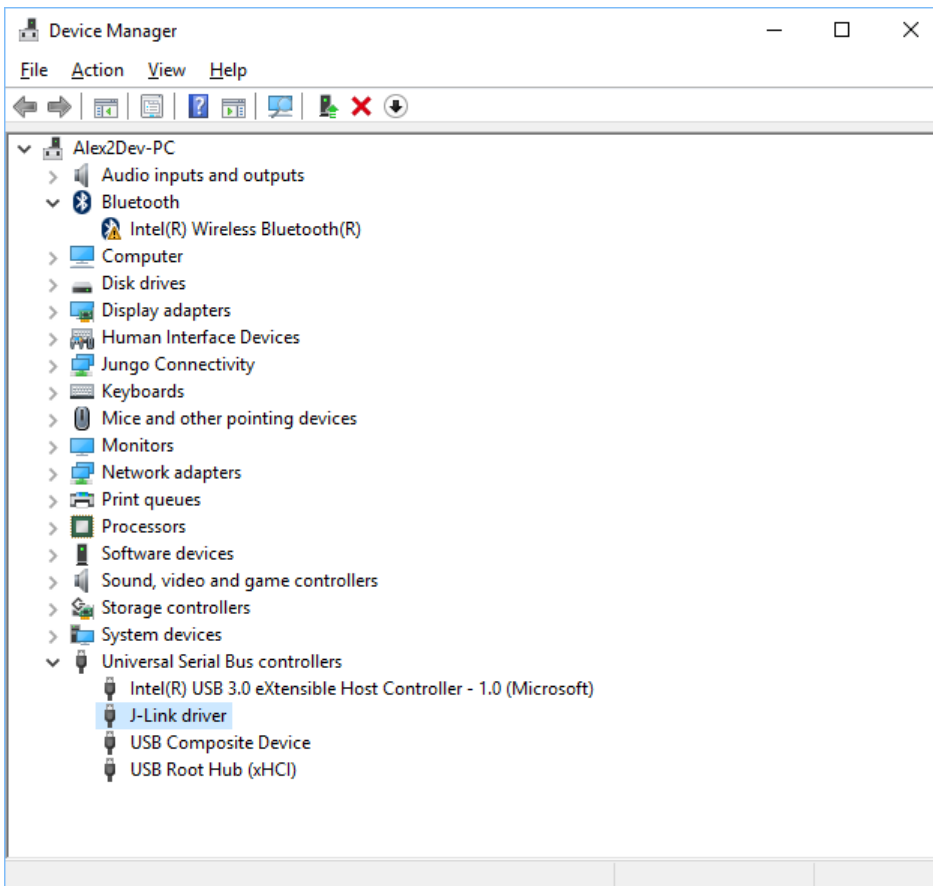 Device Manager
File Action View Help
Alex2Dev-PC
Audio inputs and outputs
Bluetooth
Intel(R) Wireless Bluetooth(R)
Computer
Disk drives
Display adapters
Human Interface Devices
Jungo Connectivity
Keyboards
Mice and other pointing devices
Monitors
Network adapters
Print queues
Processors
Software devices
Sound, video and game controllers
Storage controllers
System devices
Universal Serial Bus controllers
Intel(R) USB 3.0 eXtensible Host Controller - 1.0 (Microsoft)
J-Link driver
USB Composite Device
USB Root Hub (xHCI)